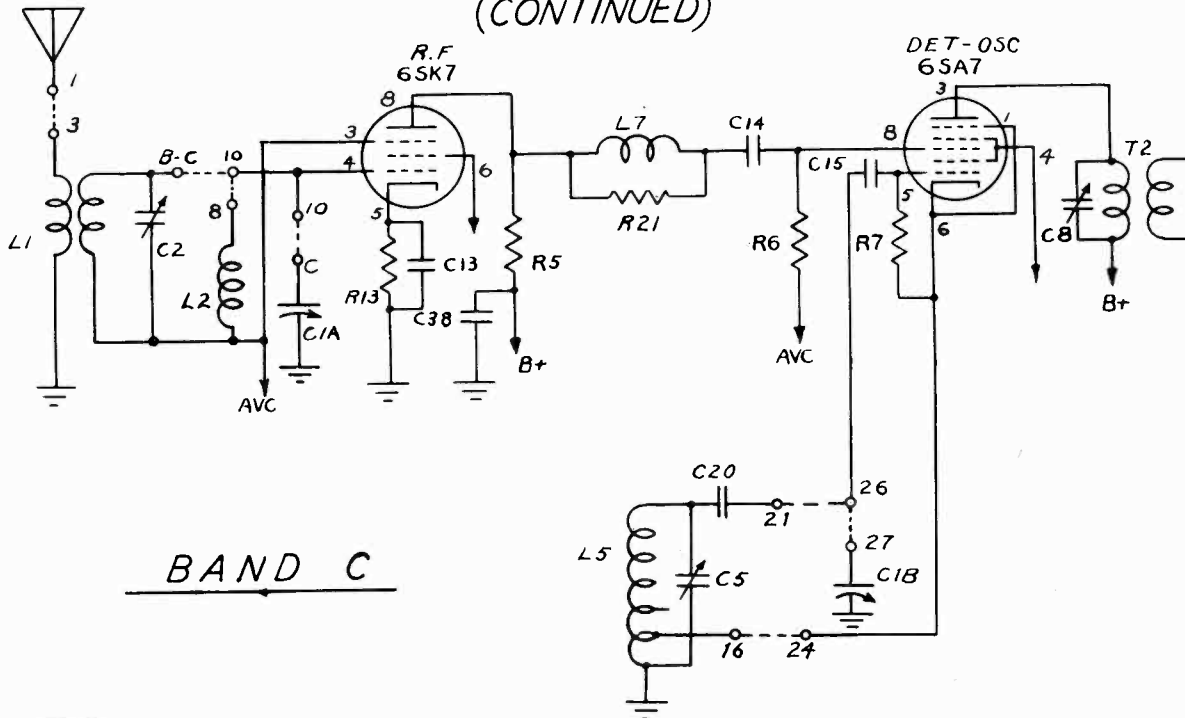 (CONTINUED)
R.F
6SK7
DET-OSC
6SA7
1
3
B-C
10
8
L1
C2
L2
10
C
C1A
AVC
8
3
4
6
5
R13
C13
C38
R5
B+
L7
R21
C14
R6
AVC
C15
3
8
1
4
5
6
R7
T2
C8
B+
C20
21
26
27
L5
C5
C1B
16
24
BAND C